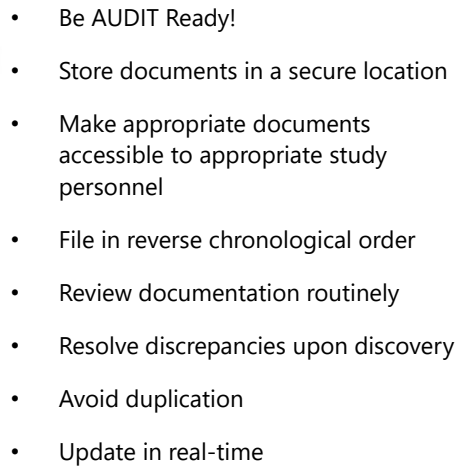 • Be AUDIT Ready!
• Store documents in a secure location
• Make appropriate documents
accessible to appropriate study
personnel
• File in reverse chronological order
• Review documentation routinely
• Resolve discrepancies upon discovery
• Avoid duplication
• Update in real-time